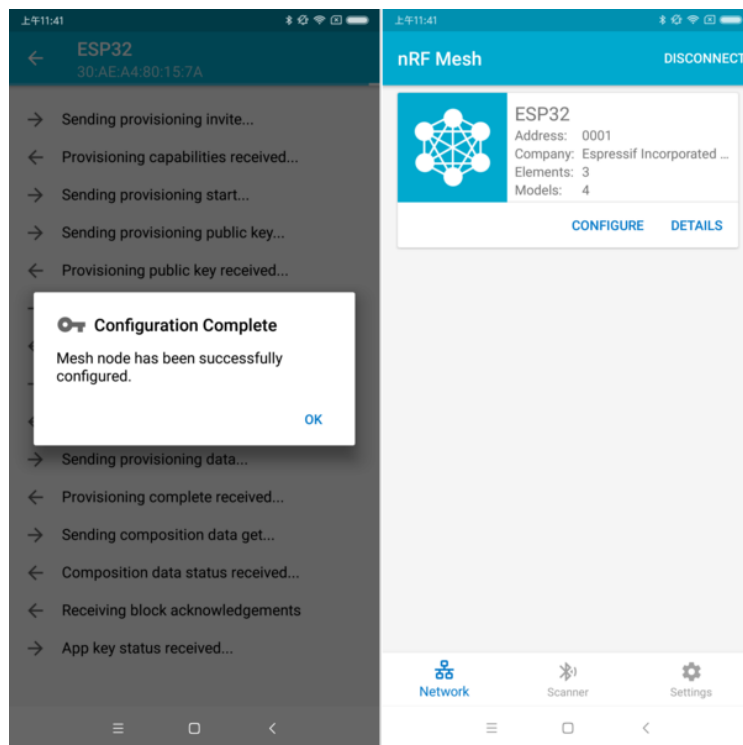 上午11:41
ESP32
30:AE:A4:80:15:7A
Sending provisioning invite...
Provisioning capabilities received...
Sending provisioning start...
Sending provisioning public key...
Provisioning public key received...
Configuration Complete
Mesh node has been successfully
configured.
OK
Sending provisioning data...
Provisioning complete received...
Sending composition data get...
Composition data status received...
Receiving block acknowledgements
App key status received...
上午11:41
nRF Mesh
DISCONNECT
ESP32
Address: 0001
Company: Espressif Incorporated ...
Elements: 3
Models: 4
CONFIGURE DETAILS
Network Scanner Settings